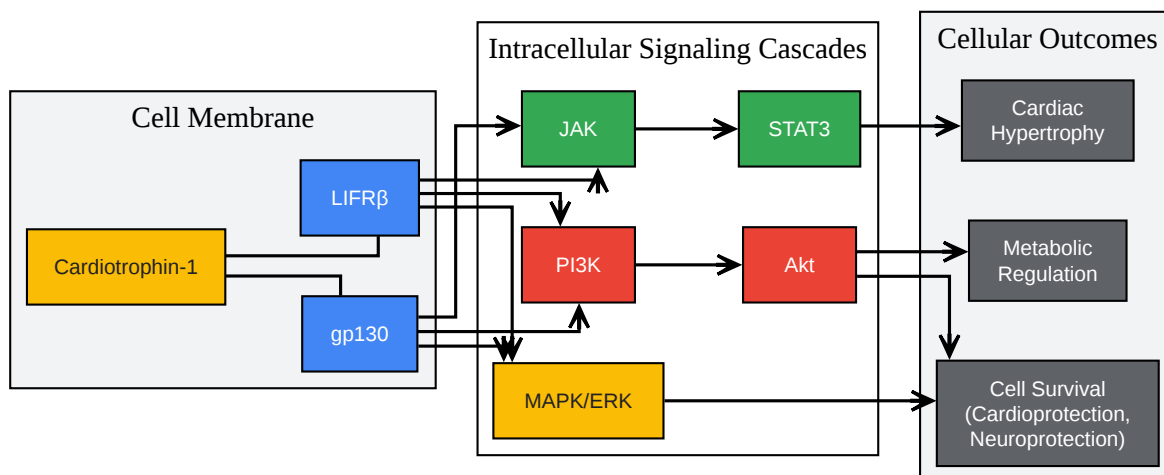 Cell Membrane
Cardiotrophin-1
LIFRβ
gp130
Intracellular Signaling Cascades
JAK
STAT3
PI3K
Akt
MAPK/ERK
Cellular Outcomes
Cardiac
Hypertrophy
Metabolic
Regulation
Cell Survival
(Cardioprotection,
Neuroprotection)